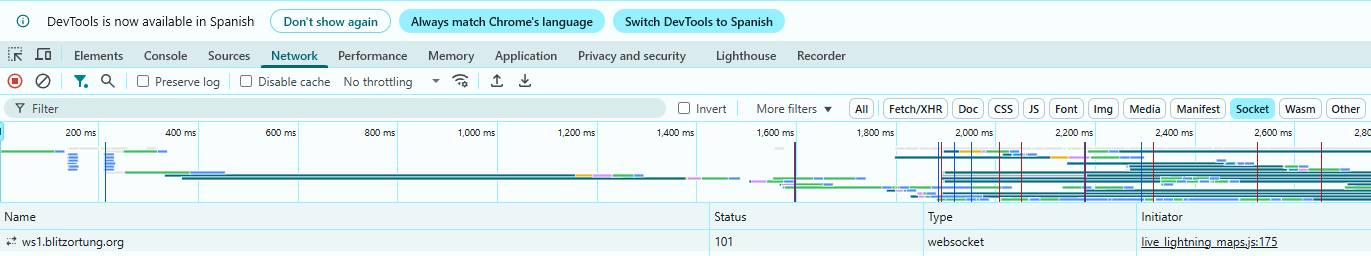 DevTools is now available in Spanish Don't show again Always match Chrome's language Switch DevTools to Spanish
Elements Console Sources Network Performance Memory Application Privacy and security Lighthouse Recorder
Preserve log Disable cache No throttling
Filter Invert More filters All Fetch/XHR Doc CSS JS Font Img Media Manifest Socket Wasm Other
200 ms 400 ms 600 ms 800 ms 1,000 ms 1,200 ms 1,400 ms 1,600 ms 1,800 ms 2,000 ms 2,200 ms 2,400 ms 2,600 ms 2,800
Name Status Type Initiator
ws1.blitzortung.org 101 websocket live_lightning_maps.js:175